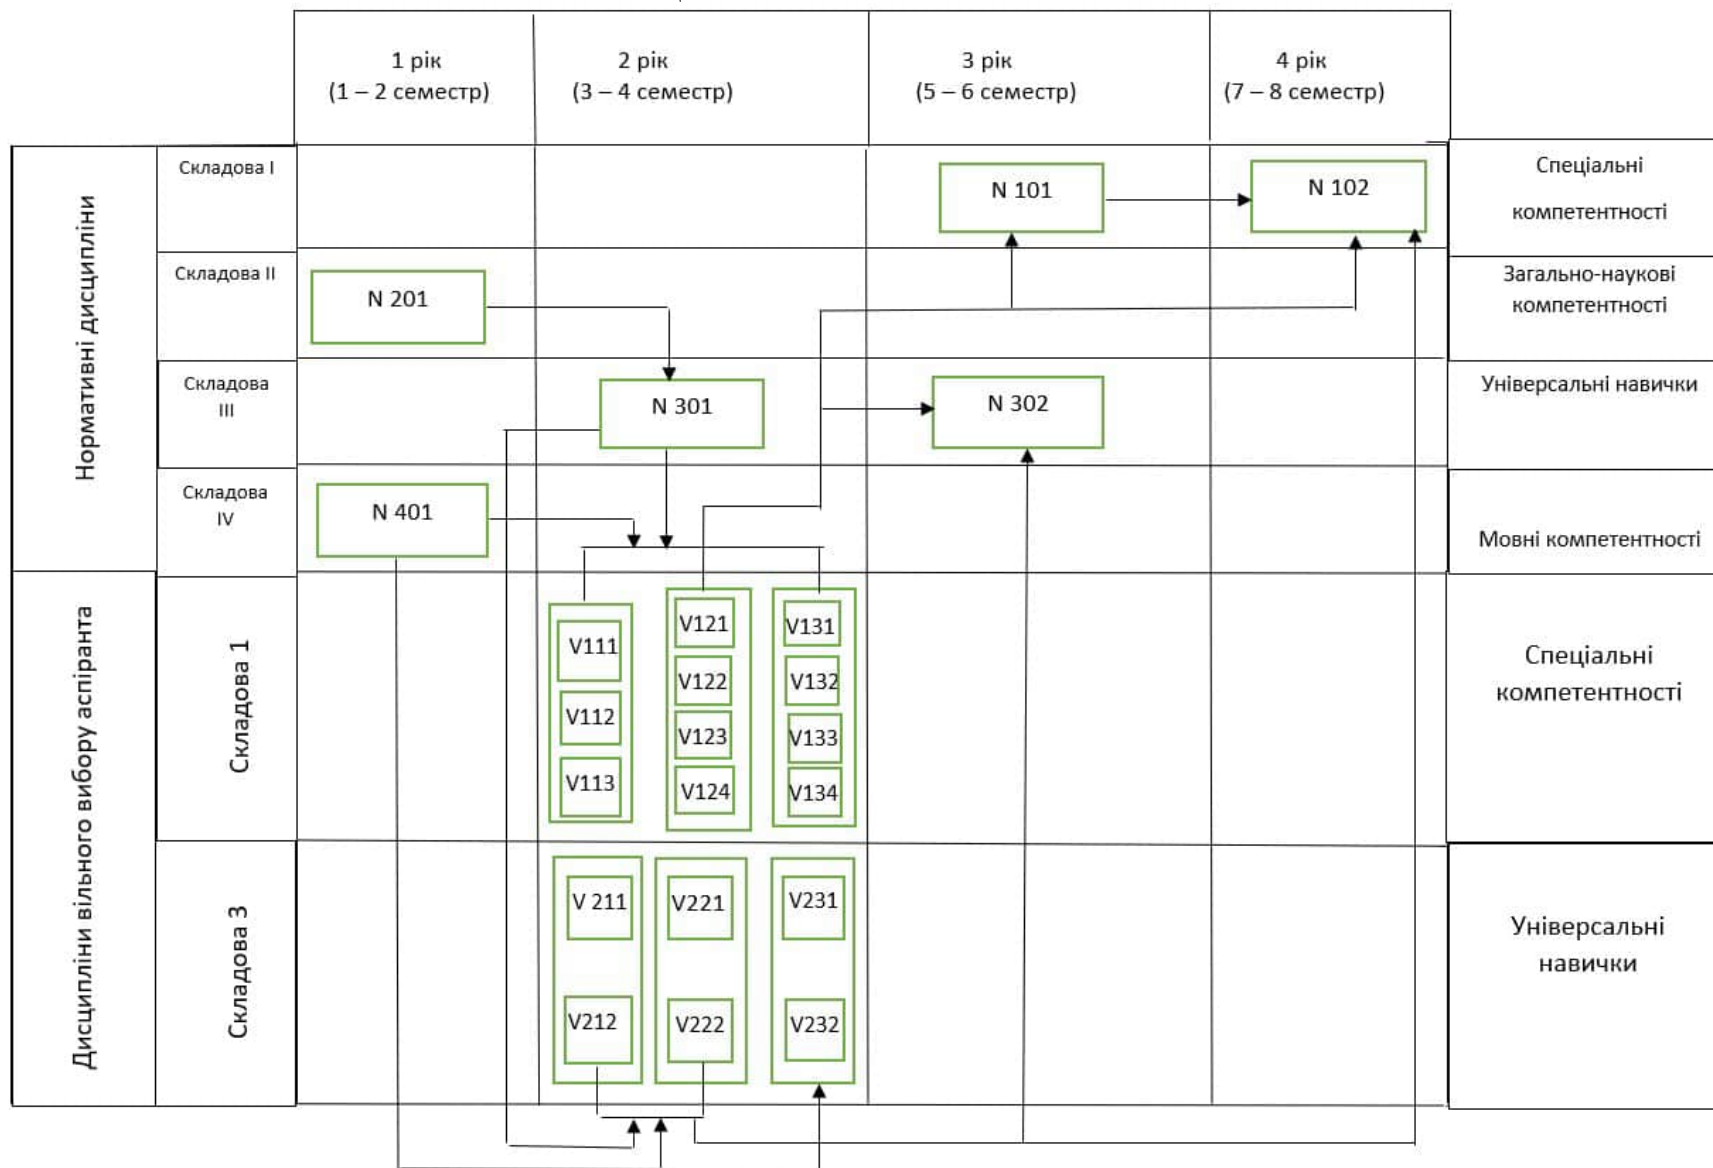 1 рік
(1 – 2 семестр)
2 рік
(3 – 4 семестр)
3 рік
(5 – 6 семестр)
4 рік
(7 – 8 семестр)
Нормативні дисципліни
Складова I
N 101
N 102
Спеціальні
компетентності
Складова II
N 201
Загально-наукові
компетентності
Складова
III
N 301
N 302
Універсальні навички
Складова
IV
N 401
Мовні компетентності
Дисципліни вільного вибору аспіранта
Складова 1
V111
V112
V113
V121
V122
V123
V124
V131
V132
V133
V134
Спеціальні
компетентності
Складова 3
V 211
V212
V221
V222
V231
V232
Універсальні
навички